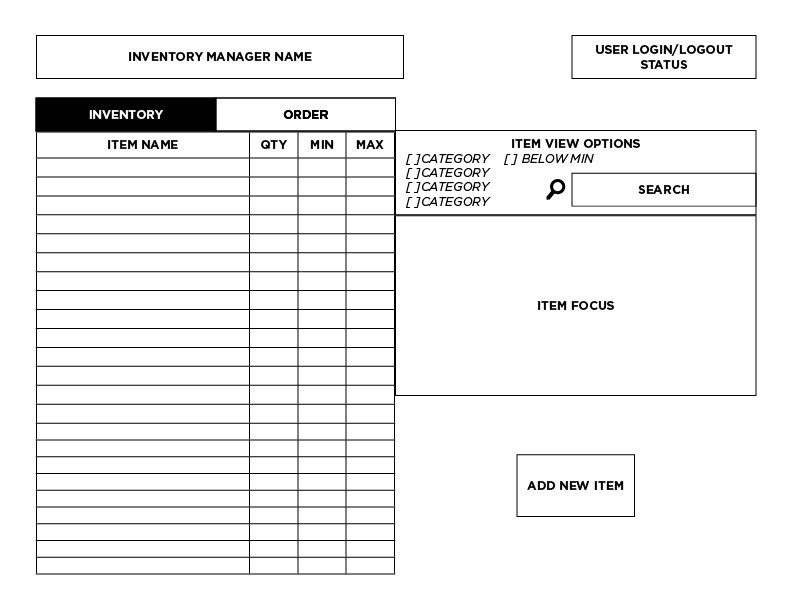 INVENTORY MANAGER NAME
USER LOGIN/LOGOUT
STATUS
INVENTORY
ORDER
ITEM NAME QTY MIN MAX
ITEM VIEW OPTIONS
[ ]CATEGORY [ ] BELOW MIN
[ ]CATEGORY
[ ]CATEGORY
[ ]CATEGORY
SEARCH
ITEM FOCUS
ADD NEW ITEM